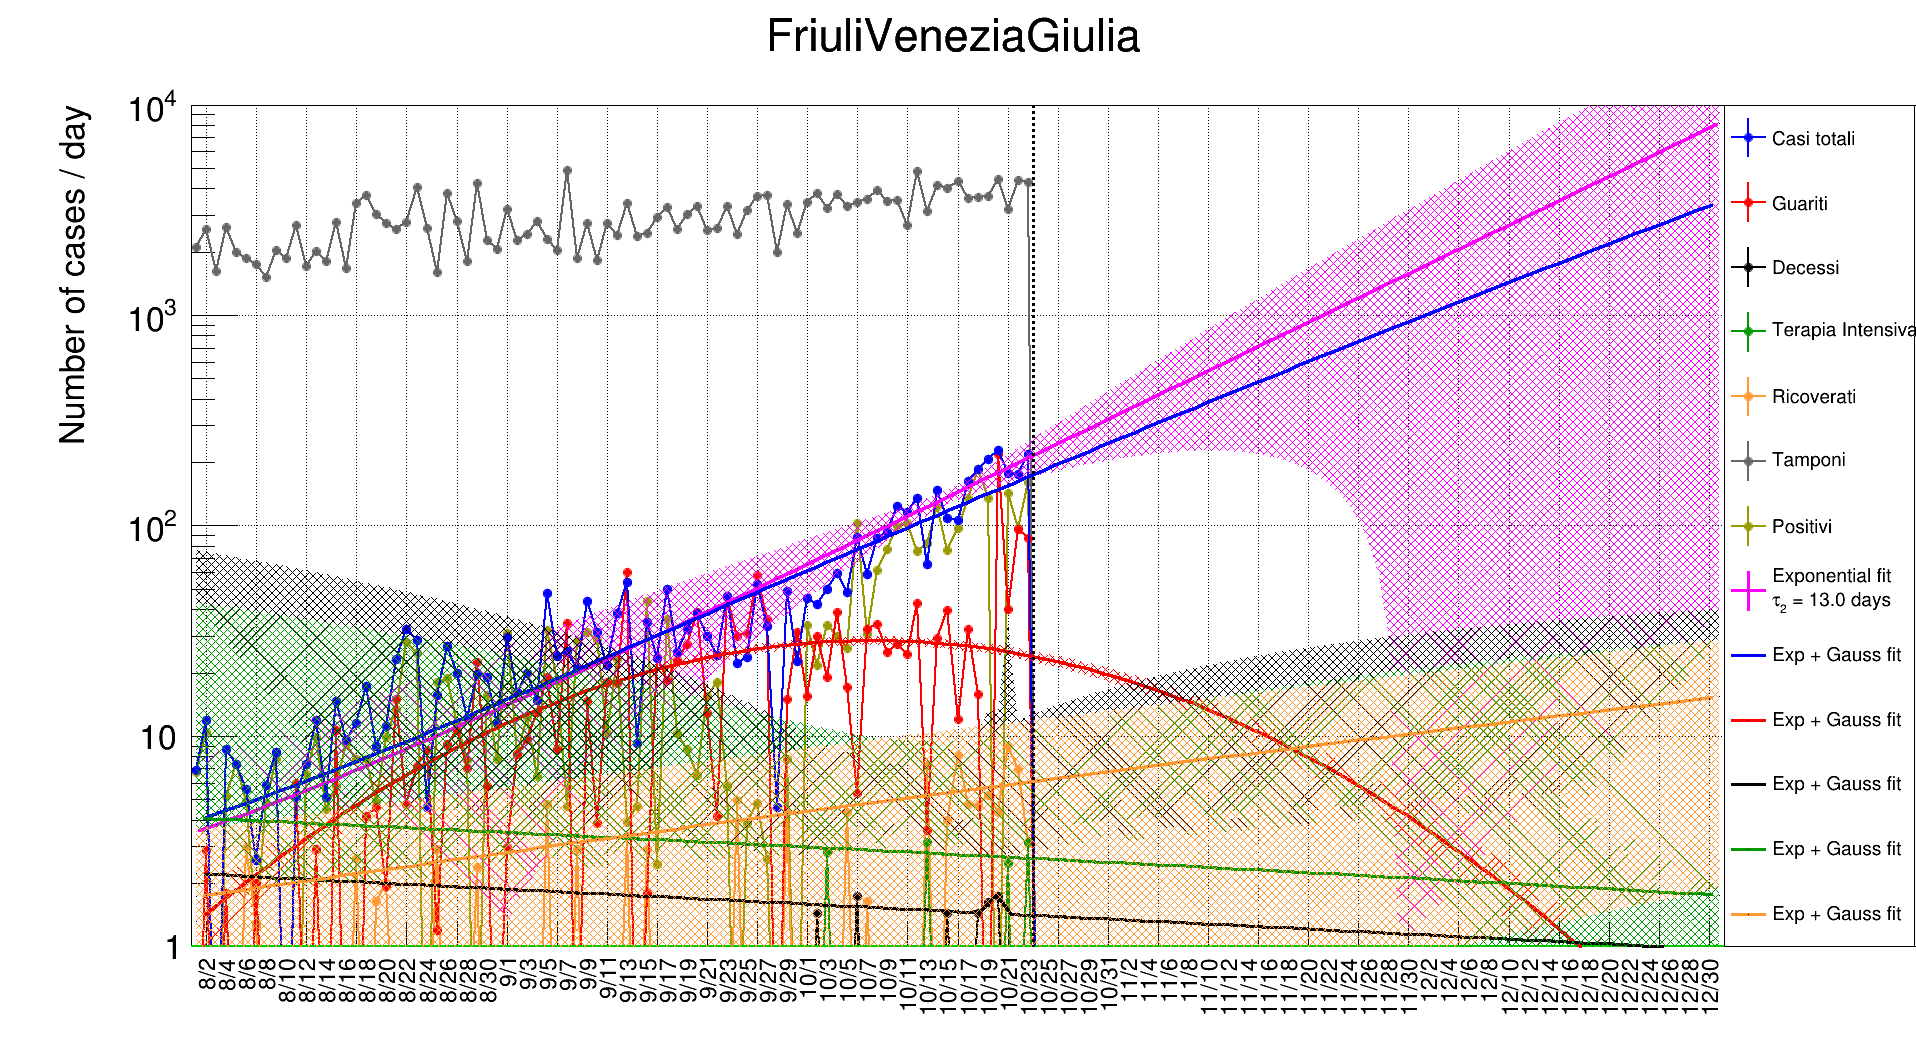 FriuliVeneziaGiulia
Number of cases / day
10^4
10^3
10^2
10
1
8/2 8/4 8/6 8/8 8/10 8/12 8/14 8/16 8/18 8/20 8/22 8/24 8/26 8/28 8/30 9/1 9/3 9/5 9/7 9/9 9/11 9/13 9/15 9/17 9/19 9/21 9/23 9/25 9/27 9/29 10/1 10/3 10/5 10/7 10/9 10/11 10/13 10/15 10/17 10/19 10/21 10/23 10/25 10/27 10/29 10/31 11/2 11/4 11/6 11/8 11/10 11/12 11/14 11/16 11/18 11/20 11/22 11/24 11/26 11/28 11/30 12/2 12/4 12/6 12/8 12/10 12/12 12/14 12/16 12/18 12/20 12/22 12/24 12/26 12/28 12/30
Casi totali
Guariti
Decessi
Terapia Intensiva
Ricoverati
Tamponi
Positivi
Exponential fit
τ₂ = 13.0 days
Exp + Gauss fit
Exp + Gauss fit
Exp + Gauss fit
Exp + Gauss fit
Exp + Gauss fit